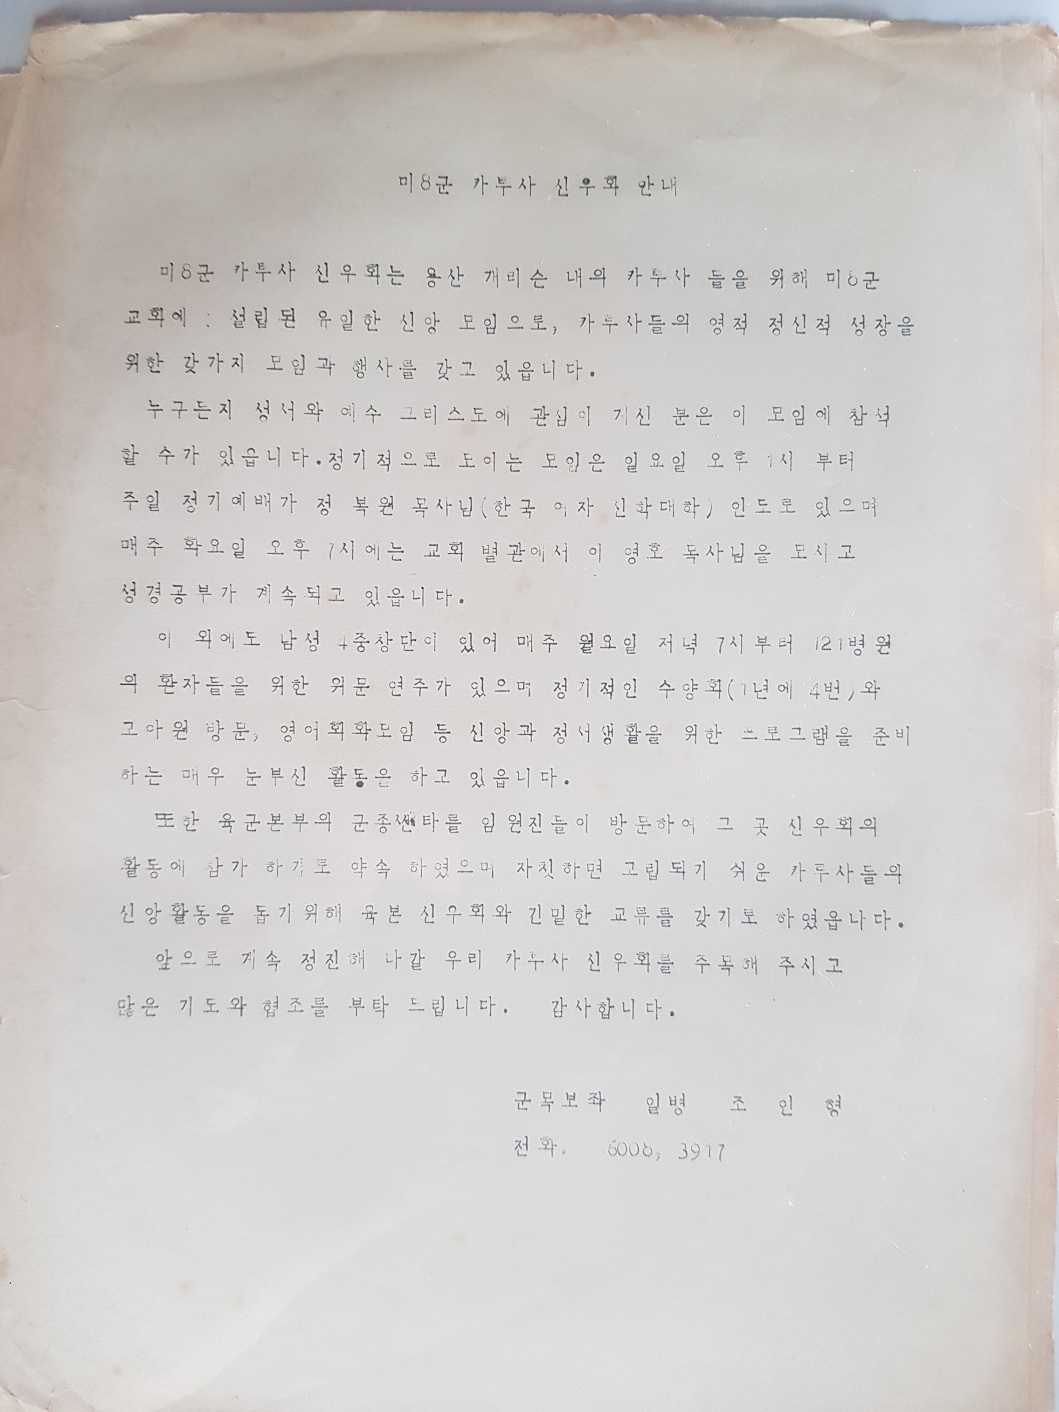 미8군 카투사 신우회 안내
미8군 카투사 신우회는 용산 개리슨 내의 카투사 들을 위해 미8군
교회에 : 설립된 유일한 신앙 모임으로, 카투사들의 영적 정신적 성장을
위한 갖가지 모임과 행사를 갖고 있읍니다.
누구든지 성서와 예수 그리스도에 관심이 계신 분은 이 모임에 참석
할 수가 있읍니다.정기적으로 모이는 모임은 일요일 오후 1시 부터
주일 정기예배가 정 복원 목사님(한국 여자 신학대학) 인도로 있으며
매주 화요일 오후 7시에는 교회 별관에서 이 영호 목사님을 모시고
성경공부가 계속되고 있읍니다.
이 외에도 남성 4중창단이 있어 매주 월요일 저녁 7시부터 121병원
의 환자들을 위한 위문 연주가 있으며 정기적인 수양회(1년에 4번)와
고아원 방문, 영어회화모임 등 신앙과 정서생활을 위한 프로그램을 준비
하는 매우 눈부신 활동을 하고 있읍니다.
또한 육군본부의 군종쎈타를 임원진들이 방문하여 그 곳 신우회의
활동에 참가 하기로 약속 하였으며 자칫하면 고립되기 쉬운 카투사들의
신앙활동을 돕기위해 육본 신우회와 긴밀한 교류를 갖기로 하였읍니다.
앞으로 계속 정진해 나갈 우리 카투사 신우회를 주목해 주시고
많은 기도와 협조를 부탁 드립니다. 감사합니다.
군목보좌 일병 조 인 형
전화. 6008, 3917